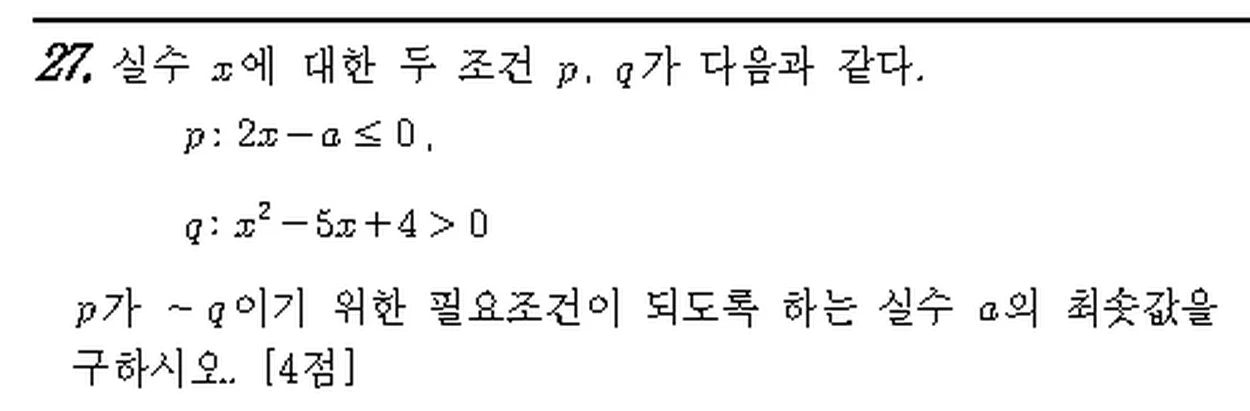 27. 실수 x에 대한 두 조건 p, q가 다음과 같다.
p: 2x-a ≤ 0,
q: x²-5x+4 > 0
p가 ~q이기 위한 필요조건이 되도록 하는 실수 a의 최솟값을
구하시오.. [4점]